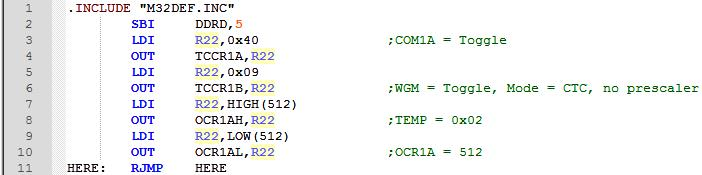 1 .INCLUDE "M32DEF.INC"
2 SBI DDRD,5
3 LDI R22,0x40 ;COM1A = Toggle
4 OUT TCCR1A,R22
5 LDI R22,0x09
6 OUT TCCR1B,R22 ;WGM = Toggle, Mode = CTC, no prescaler
7 LDI R22,HIGH(512)
8 OUT OCR1AH,R22 ;TEMP = 0x02
9 LDI R22,LOW(512)
10 OUT OCR1AL,R22 ;OCR1A = 512
11 HERE: RJMP HERE